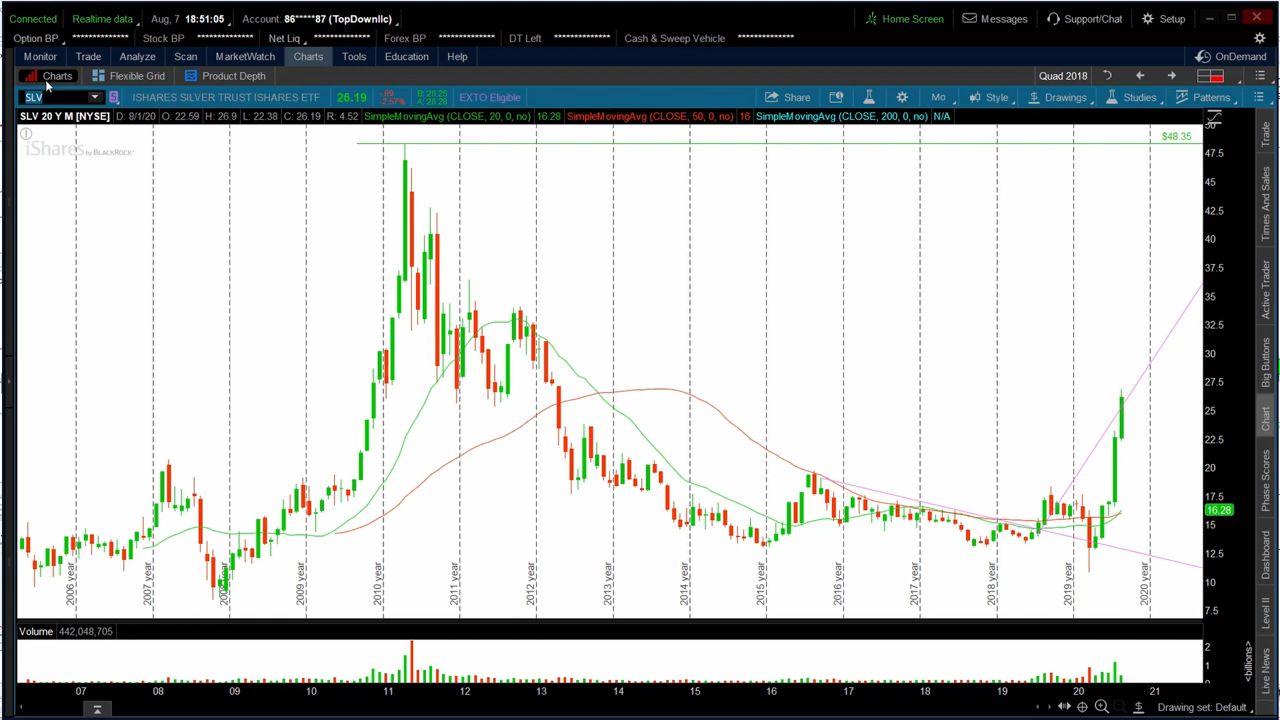 Connected Realtime data Aug, 7 18:51:05 Account: 86*****87 (TopDownllc) Home Screen Messages Support/Chat Setup
Option BP ************** Stock BP ************** Net Liq ************** Forex BP ************** DT Left ************** Cash & Sweep Vehicle **************
Monitor Trade Analyze Scan MarketWatch Charts Tools Education Help OnDemand
Charts Flexible Grid Product Depth Quad 2018
SLV ISHARES SILVER TRUST ISHARES ETF 26.19 -2.57% B: 26.25 A: 26.28 EXTO Eligible Share Mo Style Drawings Studies Patterns
SLV 20 Y M [NYSE] D: 8/1/20 O: 22.59 H: 26.9 L: 22.38 C: 26.19 R: 4.52 SimpleMovingAvg (CLOSE, 20, 0, no) 16.28 SimpleMovingAvg (CLOSE, 50, 0, no) 16 SimpleMovingAvg (CLOSE, 200, 0, no) N/A
iShares by BLACKROCK®
$48.35
50
47.5
45
42.5
40
37.5
35
32.5
30
27.5
25
22.5
20
17.5
16.28
15
12.5
10
7.5
2006 year 2007 year 2009 year 2010 year 2011 year 2012 year 2013 year 2014 year 2015 year 2016 year 2017 year 2018 year 2019 year 2020 year
Volume 442,048,705
2
1
0
<billions>
07 08 09 10 11 12 13 14 15 16 17 18 19 20 21
Drawing set: Default
Trade
Times And Sales
Active Trader
Big Buttons
Chart
Phase Scores
Dashboard
Level II
Live News